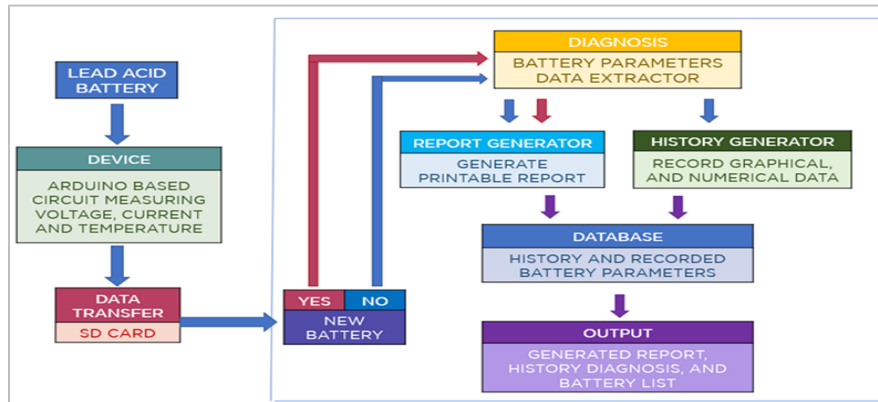 LEAD ACID
BATTERY
DEVICE
ARDUINO BASED
CIRCUIT MEASURING
VOLTAGE, CURRENT
AND TEMPERATURE
DATA
TRANSFER
SD CARD
YES
NO
NEW
BATTERY
DIAGNOSIS
BATTERY PARAMETERS
DATA EXTRACTOR
REPORT GENERATOR
GENERATE
PRINTABLE REPORT
HISTORY GENERATOR
RECORD GRAPHICAL,
AND NUMERICAL DATA
DATABASE
HISTORY AND RECORDED
BATTERY PARAMETERS
OUTPUT
GENERATED REPORT,
HISTORY DIAGNOSIS, AND
BATTERY LIST